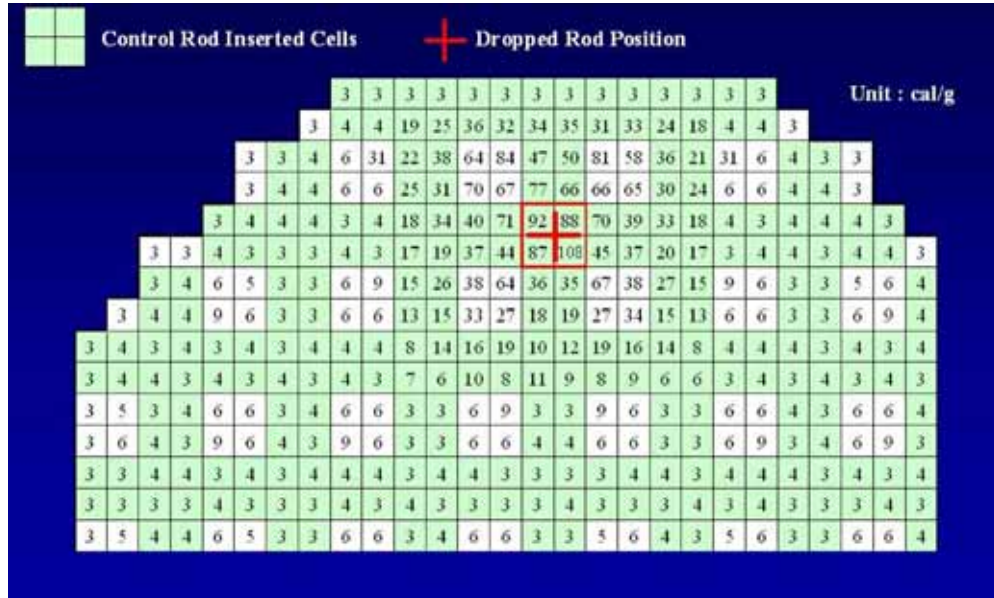 Control Rod Inserted Cells Dropped Rod Position
Unit : cal/g
3 3 3 3 3 3 3 3 3 3 3 3 3 3
3 4 4 19 25 36 32 34 35 31 33 24 18 4 4 3
3 3 4 6 31 22 38 64 84 47 50 81 58 36 21 31 6 4 3 3
3 4 4 6 6 25 31 70 67 77 66 66 65 30 24 6 6 4 4 3
3 4 4 4 3 4 18 34 40 71 92 88 70 39 33 18 4 3 4 4 4 3
3 3 4 3 3 3 4 3 17 19 37 44 87 108 45 37 20 17 3 4 4 3 4 4 3
3 4 6 5 3 3 6 9 15 26 38 64 36 35 67 38 27 15 9 6 3 3 5 6 4
3 4 4 9 6 3 3 6 6 13 15 33 27 18 19 27 34 15 13 6 6 3 3 6 9 4
3 4 3 4 3 4 3 4 4 4 8 14 16 19 10 12 19 16 14 8 4 4 4 3 4 3 4
3 4 4 3 4 3 4 3 4 3 7 6 10 8 11 9 8 9 6 6 3 4 3 4 3 4 3
3 5 3 4 6 6 3 4 6 6 3 3 6 9 3 3 9 6 3 3 6 6 4 3 6 6 4
3 6 4 3 9 6 4 3 9 6 3 3 6 6 4 4 6 6 3 3 6 9 3 4 6 9 3
3 3 4 4 3 4 3 4 4 4 3 4 4 3 3 3 3 4 4 3 4 4 4 3 4 3 4
3 3 3 3 4 3 3 3 4 3 4 3 3 3 3 4 3 3 3 4 3 4 3 3 3 4 3
3 5 4 4 6 5 3 3 6 6 3 4 6 6 3 3 5 6 4 3 5 6 3 3 6 6 4